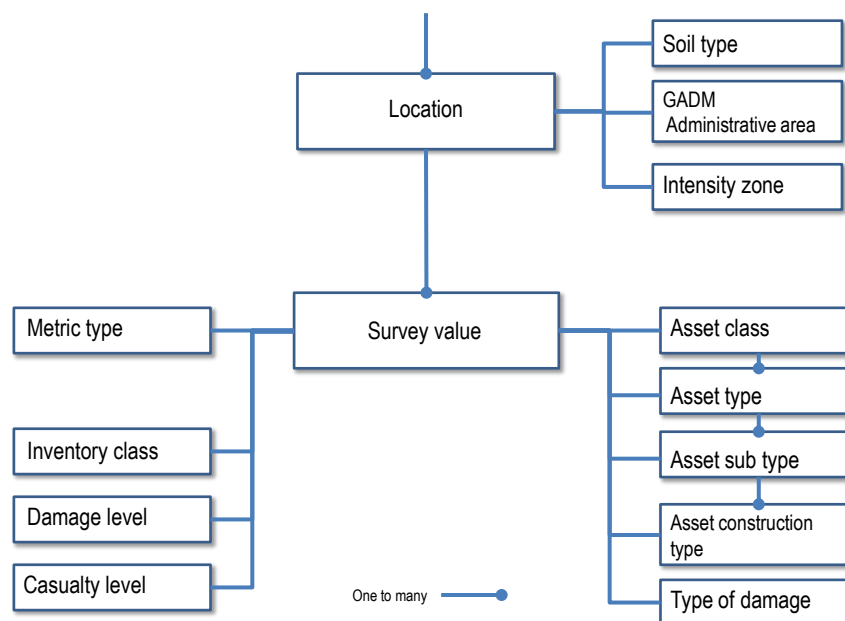 Soil type
Location
GADM
Administrative area
Intensity zone
Metric type
Survey value
Asset class
Asset type
Inventory class
Asset sub type
Damage level
Asset construction
type
Casualty level
One to many
Type of damage